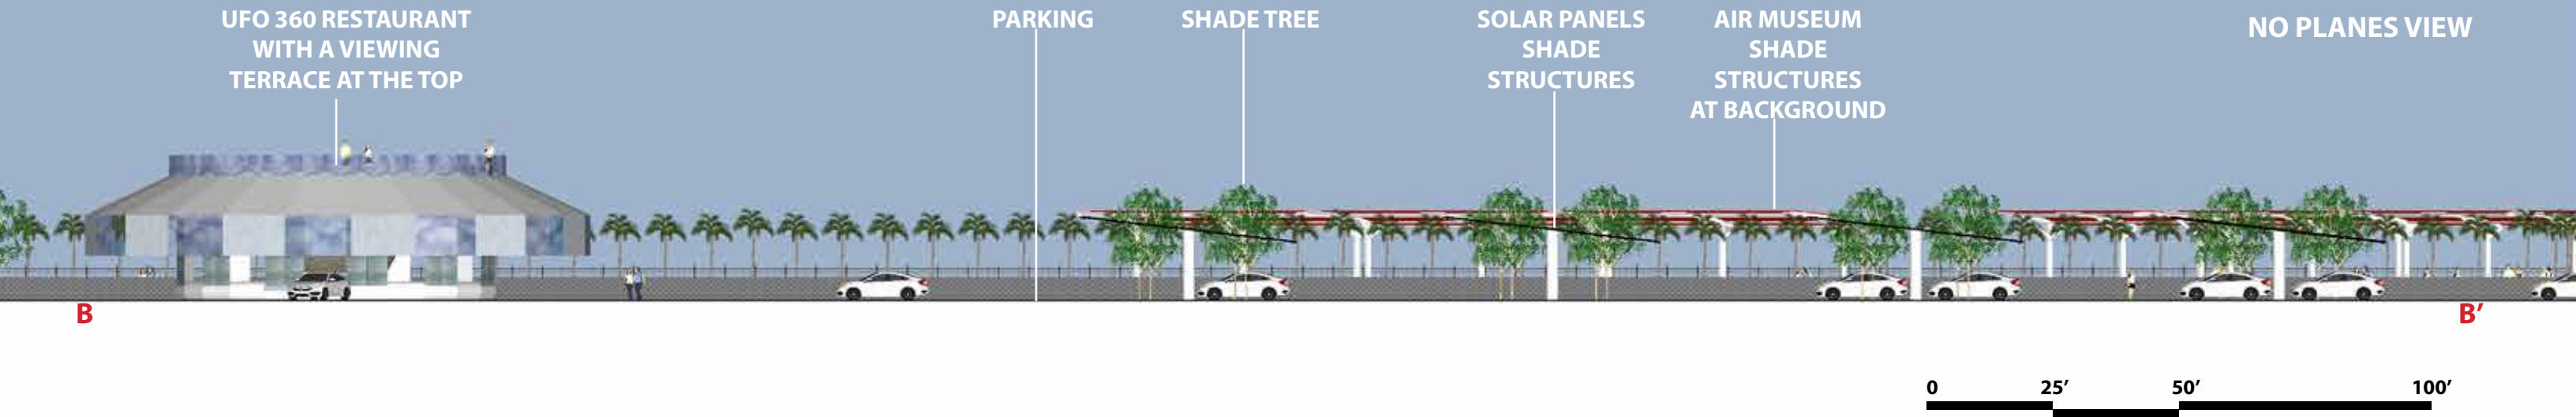 UFO 360 RESTAURANT
WITH A VIEWING
TERRACE AT THE TOP
PARKING
SHADE TREE
SOLAR PANELS
SHADE
STRUCTURES
AIR MUSEUM
SHADE
STRUCTURES
AT BACKGROUND
NO PLANES VIEW
B
B’
0 25’ 50’ 100’